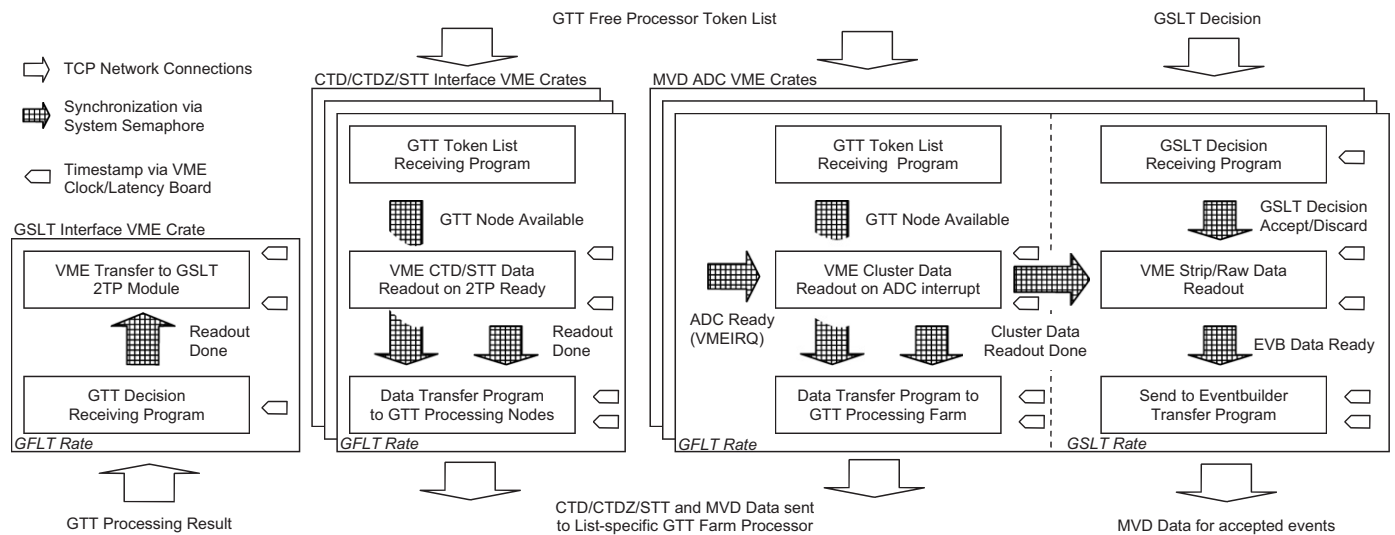 GTT Free Processor Token List
GSLT Decision
TCP Network Connections
Synchronization via
System Semaphore
Timestamp via VME
Clock/Latency Board
GSLT Interface VME Crate
VME Transfer to GSLT
2TP Module
Readout
Done
GTT Decision
Receiving Program
GFLT Rate
GTT Processing Result
CTD/CTDZ/STT Interface VME Crates
GTT Token List
Receiving Program
GTT Node Available
VME CTD/STT Data
Readout on 2TP Ready
Readout
Done
Data Transfer Program
to GTT Processing Nodes
GFLT Rate
MVD ADC VME Crates
GTT Token List
Receiving Program
GTT Node Available
ADC Ready
(VMEIRQ)
VME Cluster Data
Readout on ADC interrupt
Cluster Data
Readout Done
Data Transfer Program to
GTT Processing Farm
GFLT Rate
GSLT Decision
Receiving Program
GSLT Decision
Accept/Discard
VME Strip/Raw Data
Readout
EVB Data Ready
Send to Eventbuilder
Transfer Program
GSLT Rate
CTD/CTDZ/STT and MVD Data sent
to List-specific GTT Farm Processor
MVD Data for accepted events